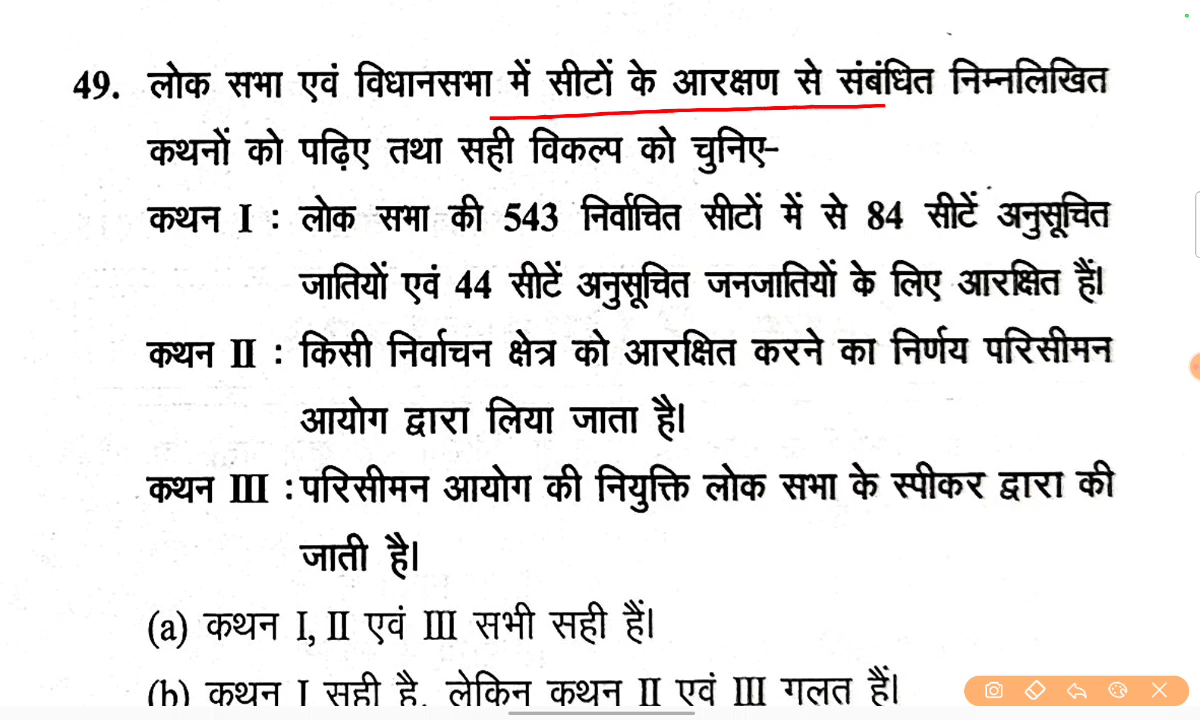 49. लोक सभा एवं विधानसभा में सीटों के आरक्षण से संबंधित निम्नलिखित
कथनों को पढ़िए तथा सही विकल्प को चुनिए-
कथन I : लोक सभा की 543 निर्वाचित सीटों में से 84 सीटें अनुसूचित
जातियों एवं 44 सीटें अनुसूचित जनजातियों के लिए आरक्षित हैं।
कथन II : किसी निर्वाचन क्षेत्र को आरक्षित करने का निर्णय परिसीमन
आयोग द्वारा लिया जाता है।
कथन III : परिसीमन आयोग की नियुक्ति लोक सभा के स्पीकर द्वारा की
जाती है।
(a) कथन I, II एवं III सभी सही हैं।
(b) कथन I सही है, लेकिन कथन II एवं III गलत हैं।